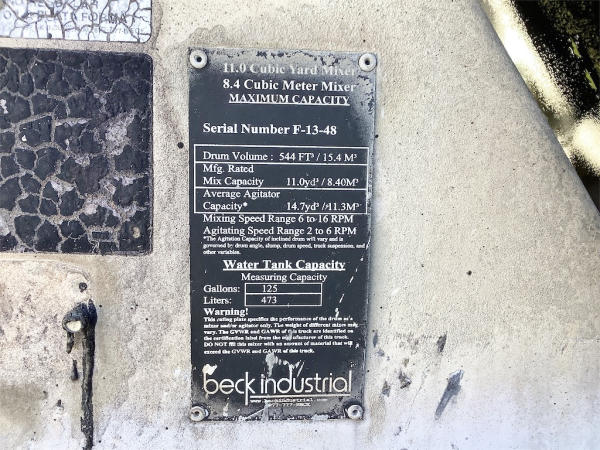 11.0 Cubic Yard Mixer
8.4 Cubic Meter Mixer
MAXIMUM CAPACITY
Serial Number F-13-48
Drum Volume : 544 FT³ / 15.4 M³
Mfg. Rated
Mix Capacity 11.0yd³ / 8.40M³
Average Agitator
Capacity* 14.7yd³ /11.3M³
Mixing Speed Range 6 to 16 RPM
Agitating Speed Range 2 to 6 RPM
*The Agitation Capacity of inclined drum will vary and is
governed by drum angle, slump, drum speed, truck suspension, and
other variables.
Water Tank Capacity
Measuring Capacity
Gallons: 125
Liters: 473
Warning!
This rating plate specifies the performance of the drum as a
mixer and/or agitator only. The weight of different mixes may
vary. The GVWR and GAWR of this truck are identified on
the certification label from the manufacturer of this truck.
DO NOT fill this mixer with an amount of material that will
exceed the GVWR and GAWR of this truck.
beck industrial
www.beckindustrial.com